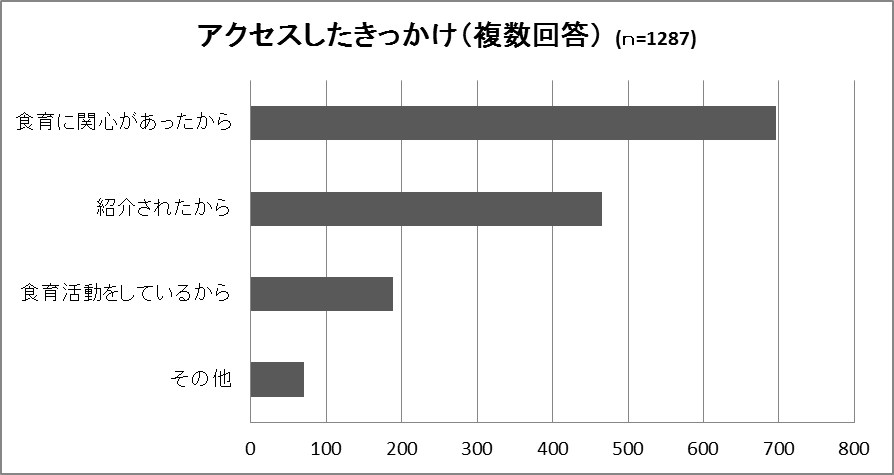 アクセスしたきっかけ（複数回答） (n=1287)
食育に関心があったから
紹介されたから
食育活動をしているから
その他
0 100 200 300 400 500 600 700 800